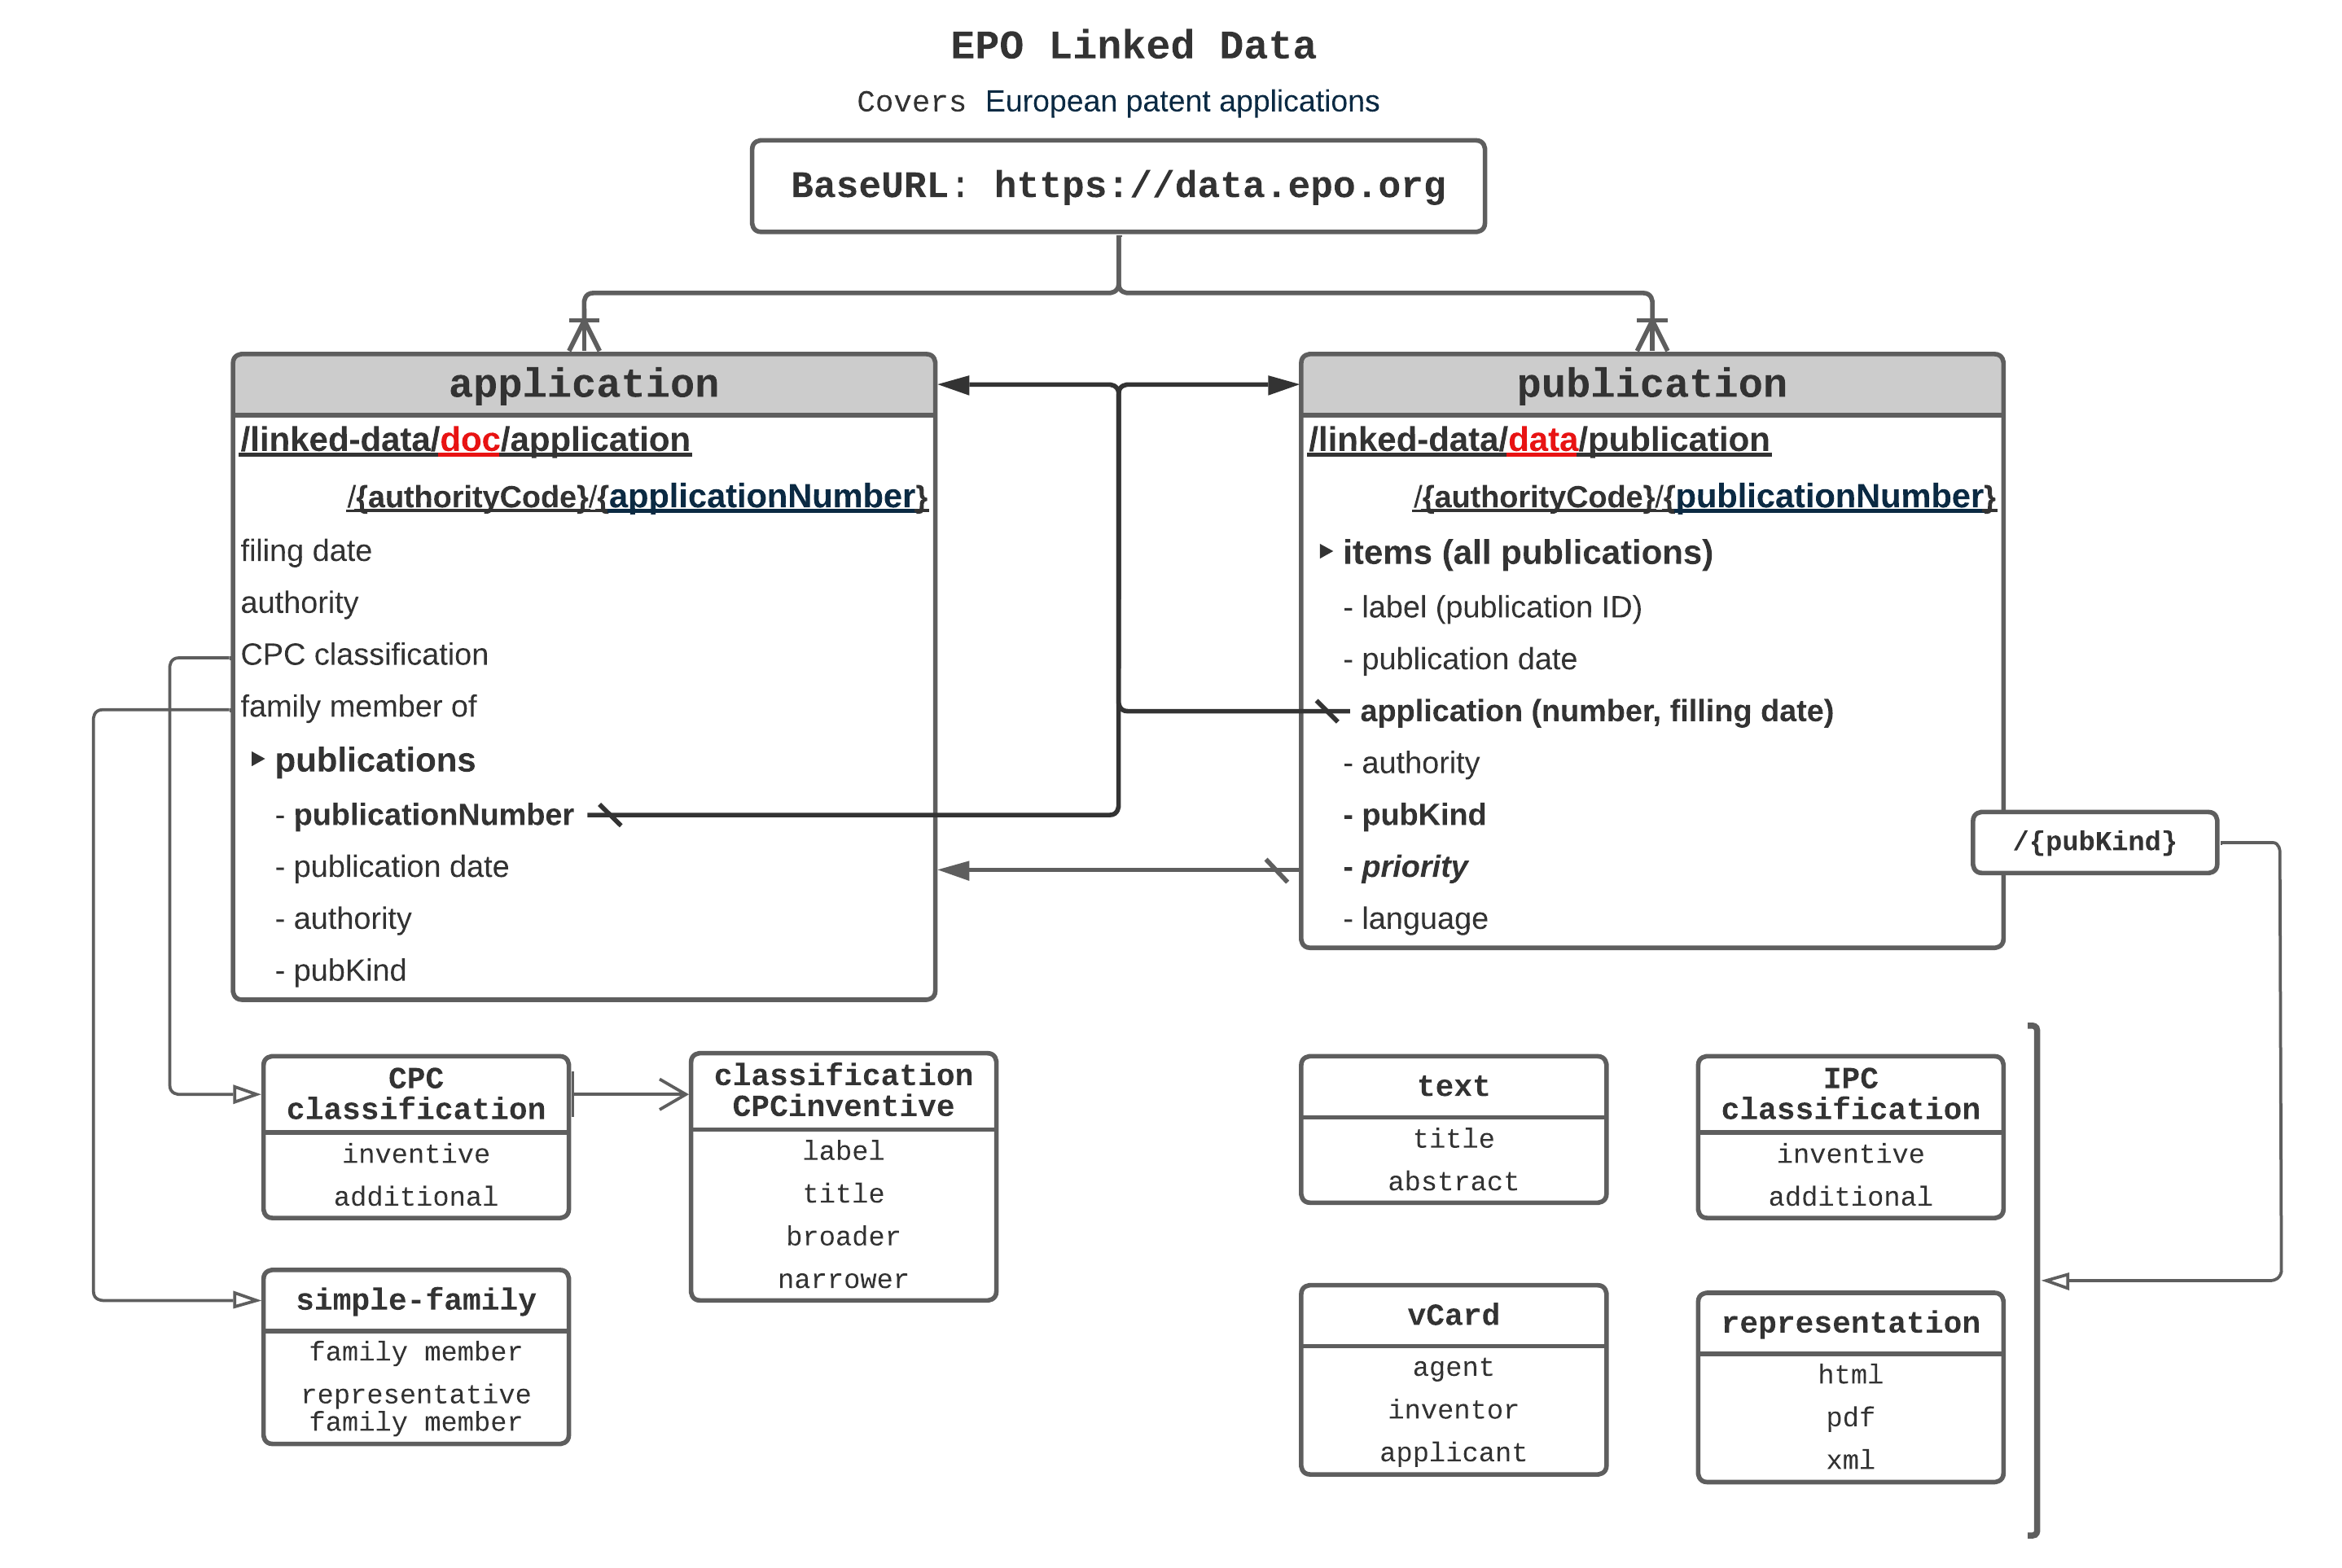 EPO Linked Data
Covers European patent applications
BaseURL: https://data.epo.org
application
/linked-data/doc/application
/{authorityCode}/{applicationNumber}
filing date
authority
CPC classification
family member of
publications
- publicationNumber
- publication date
- authority
- pubKind
publication
/linked-data/data/publication
/{authorityCode}/{publicationNumber}
items (all publications)
- label (publication ID)
- publication date
application (number, filling date)
- authority
- pubKind
- priority
- language
/{pubKind}
CPC
classification
inventive
additional
classification
CPCinventive
label
title
broader
narrower
simple-family
family member
representative
family member
text
title
abstract
IPC
classification
inventive
additional
vCard
agent
inventor
applicant
representation
html
pdf
xml